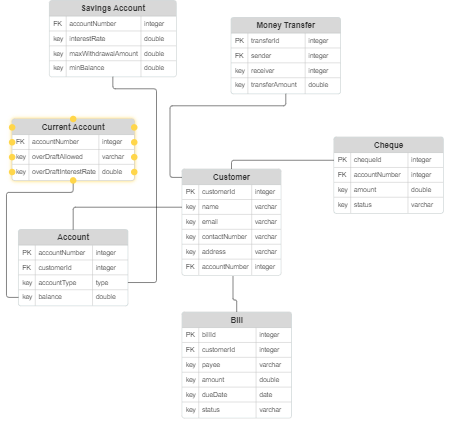 Savings Account
FK accountNumber integer
key interestRate double
key maxWithdrawalAmount double
key minBalance double
Money Transfer
PK transferId integer
FK sender integer
key receiver integer
key transferAmount double
Current Account
FK accountNumber integer
key overDraftAllowed varchar
key overDraftInterestRate double
Cheque
PK chequeId integer
FK accountNumber integer
key amount double
key status varchar
Customer
PK customerId integer
key name varchar
key email varchar
key contactNumber varchar
key address varchar
FK accountNumber integer
Account
PK accountNumber integer
FK customerId integer
key accountType type
key balance double
Bill
PK billId integer
FK customerId integer
key payee varchar
key amount double
key dueDate date
key status varchar